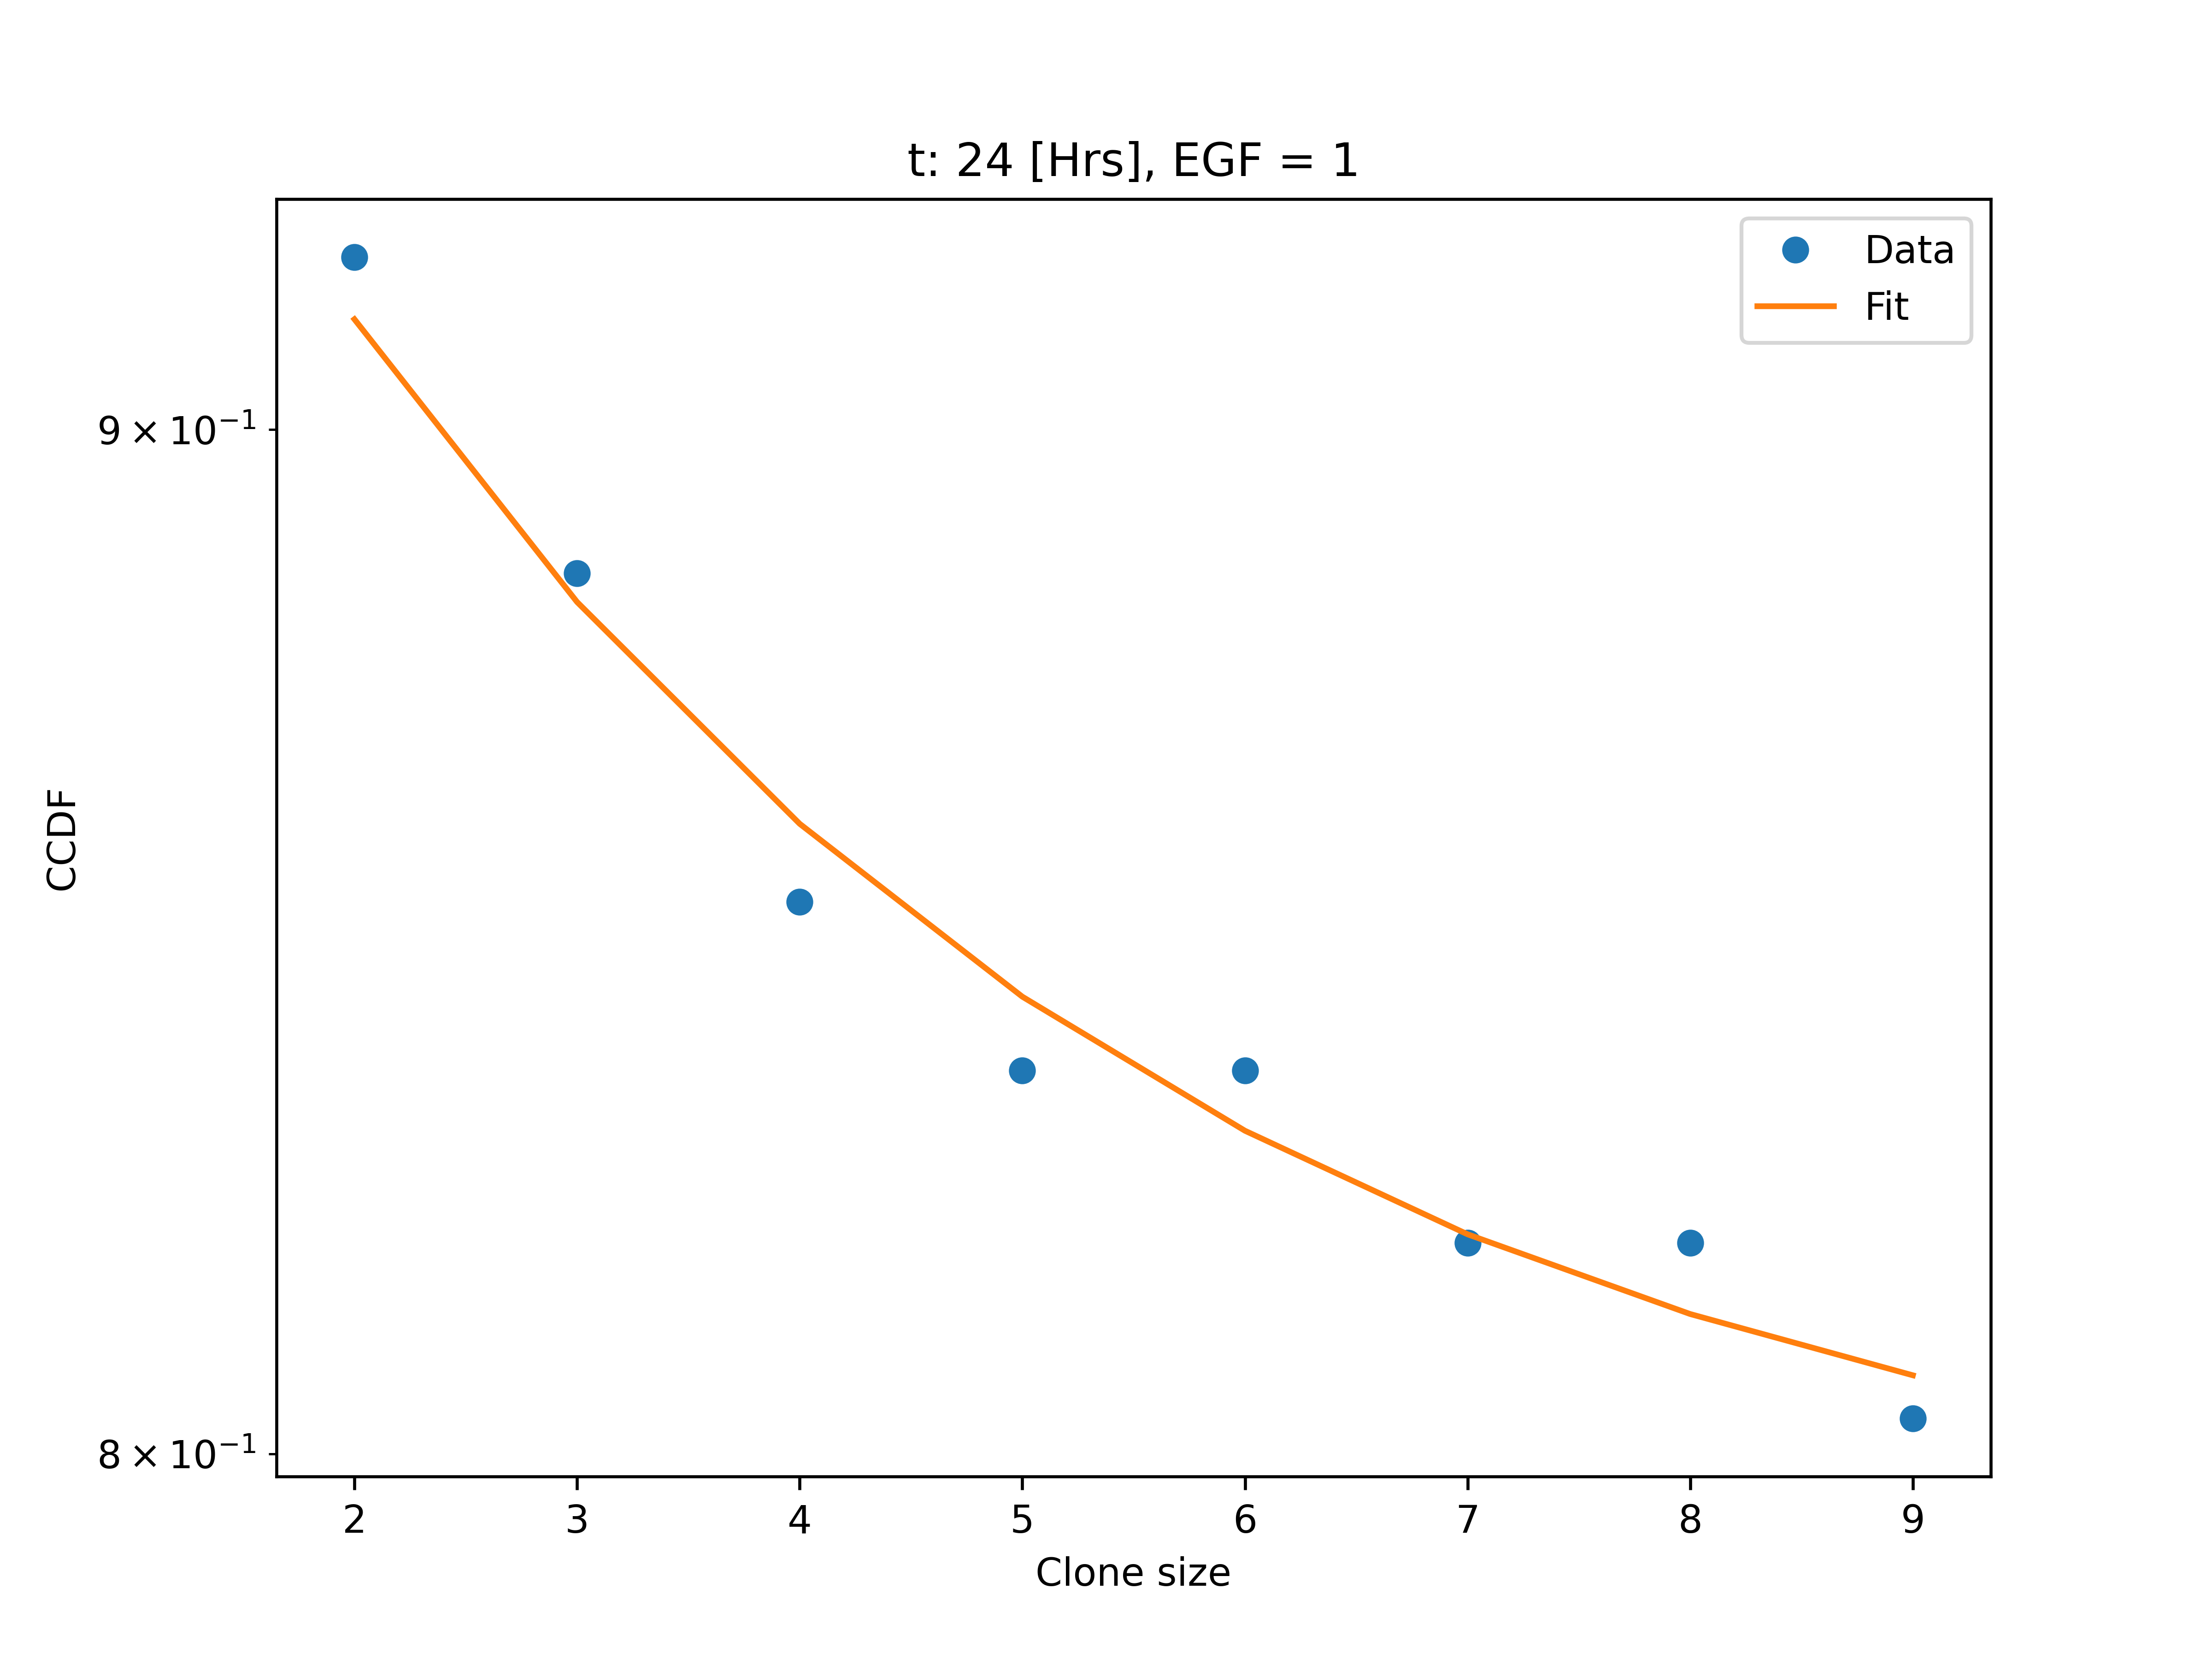 t: 24 [Hrs], EGF = 1
Data
Fit
9 × 10⁻¹
8 × 10⁻¹
CCDF
2 3 4 5 6 7 8 9
Clone size